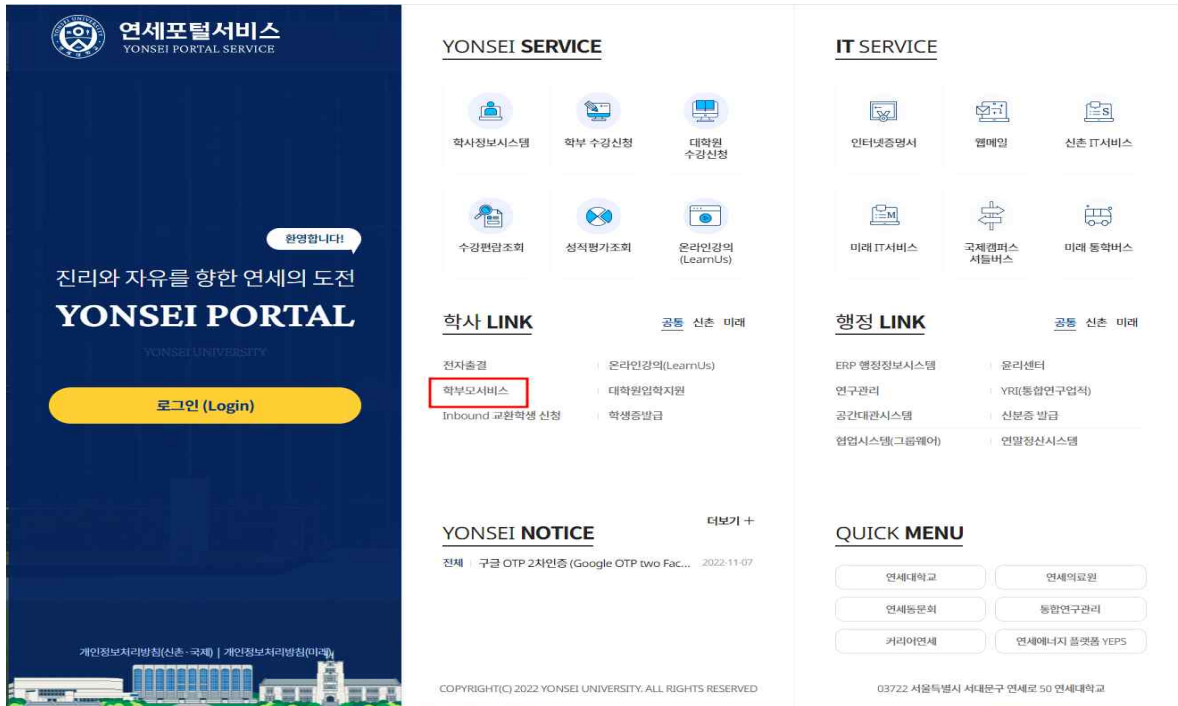 연세포털서비스
YONSEI PORTAL SERVICE
환영합니다!
진리와 자유를 향한 연세의 도전
YONSEI PORTAL
YONSEI UNIVERSITY
로그인 (Login)
개인정보처리방침(신촌·국제) | 개인정보처리방침(미래)
YONSEI SERVICE
학사정보시스템
학부 수강신청
대학원
수강신청
수강편람조회
성적평가조회
온라인강의
(LearnUs)
IT SERVICE
인터넷증명서
웹메일
신촌 IT서비스
미래 IT서비스
국제캠퍼스
셔틀버스
미래 통학버스
학사 LINK
공통 신촌 미래
전자출결 온라인강의(LearnUs)
학부모서비스 대학원입학지원
Inbound 교환학생 신청 학생증발급
행정 LINK
공통 신촌 미래
ERP 행정정보시스템 윤리센터
연구관리 YRI(통합연구업적)
공간대관시스템 신분증 발급
협업시스템(그룹웨어) 연말정산시스템
YONSEI NOTICE
더보기 +
전체 구글 OTP 2차인증 (Google OTP two Fac... 2022-11-07
QUICK MENU
연세대학교 연세의료원
연세동문회 통합연구관리
커리어연세 연세에너지 플랫폼 YEPS
COPYRIGHT(C) 2022 YONSEI UNIVERSITY. ALL RIGHTS RESERVED
03722 서울특별시 서대문구 연세로 50 연세대학교